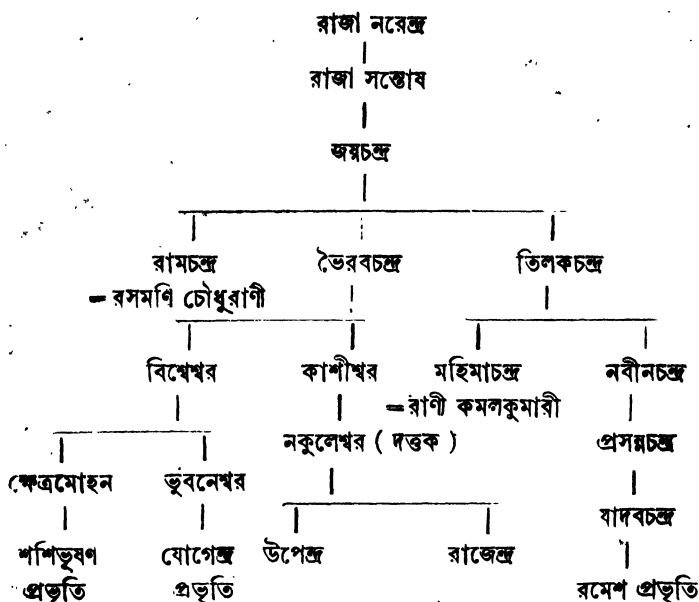 রাজা নরেন্দ্র
রাজা সন্তোষ
জয়চন্দ্র
রামচন্দ্র ভৈরবচন্দ্র তিলকচন্দ্র
= রসমণি চৌধুরাণী
বিশ্বেশ্বর কাশীশ্বর মহিমাচন্দ্র নবীনচন্দ্র
= রাণী কমলকুমারী
নকুলেশ্বর ( দত্তক ) প্রসন্নচন্দ্র
ক্ষেত্রমোহন ভুবনেশ্বর
যাদবচন্দ্র
শশিভূষণ যোগেন্দ্র উপেন্দ্র রাজেন্দ্র
প্রভৃতি প্রভৃতি রমেশ প্রভৃতি